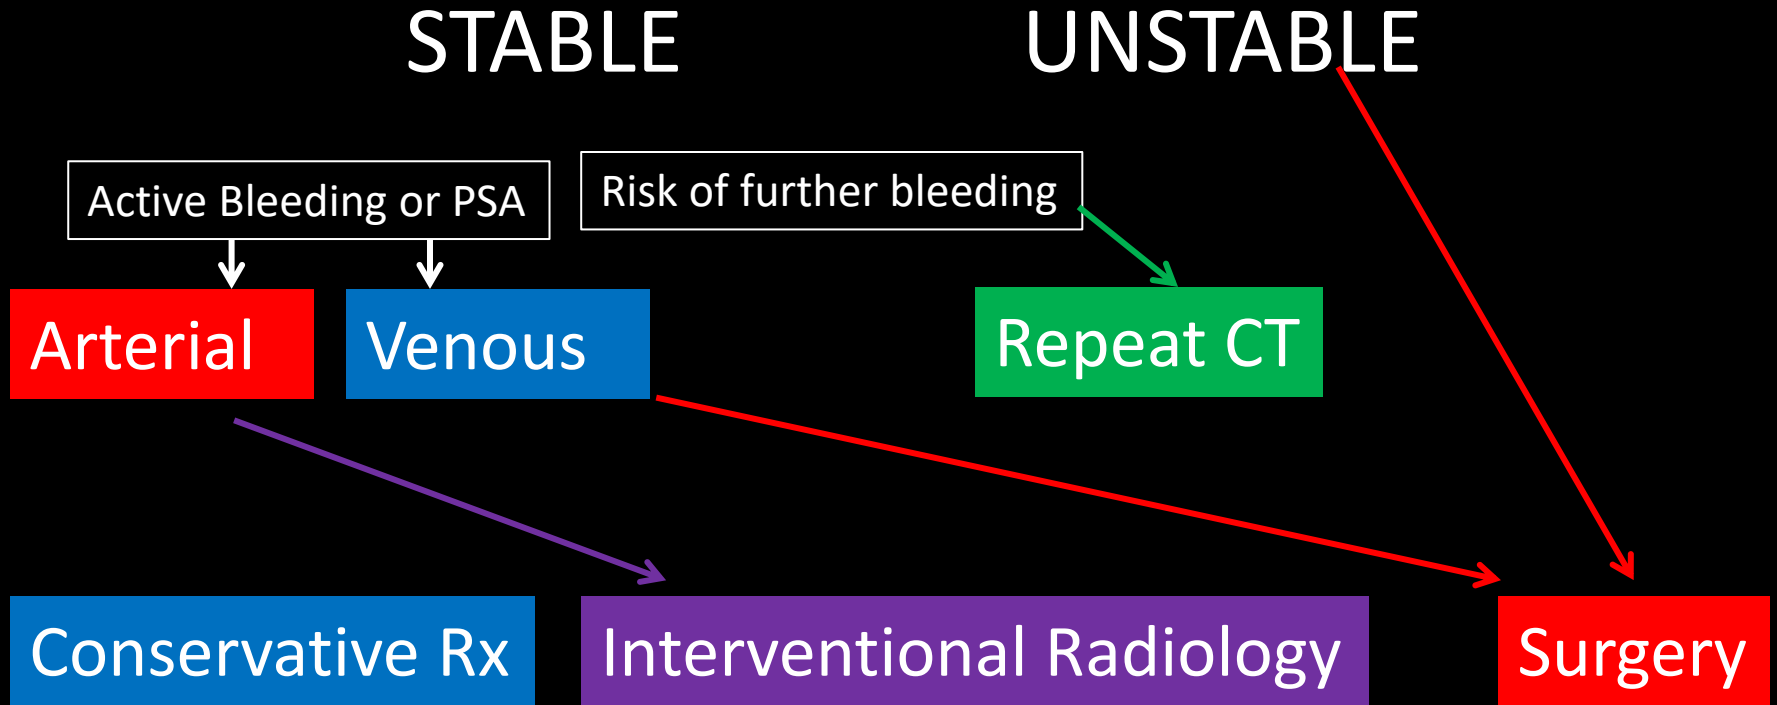 STABLE
UNSTABLE
Active Bleeding or PSA
Risk of further bleeding
Arterial
Venous
Repeat CT
Conservative Rx
Interventional Radiology
Surgery